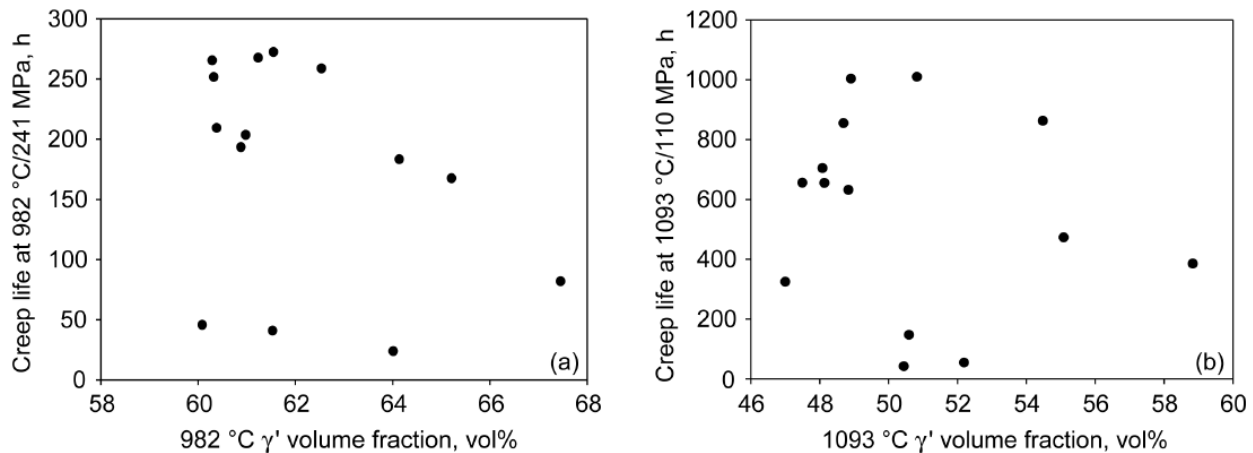 300
250
200
150
100
50
0
Creep life at 982 °C/241 MPa, h
58 60 62 64 66 68
982 °C γ' volume fraction, vol%
(a)
1200
1000
800
600
400
200
0
Creep life at 1093 °C/110 MPa, h
46 48 50 52 54 56 58 60
1093 °C γ' volume fraction, vol%
(b)